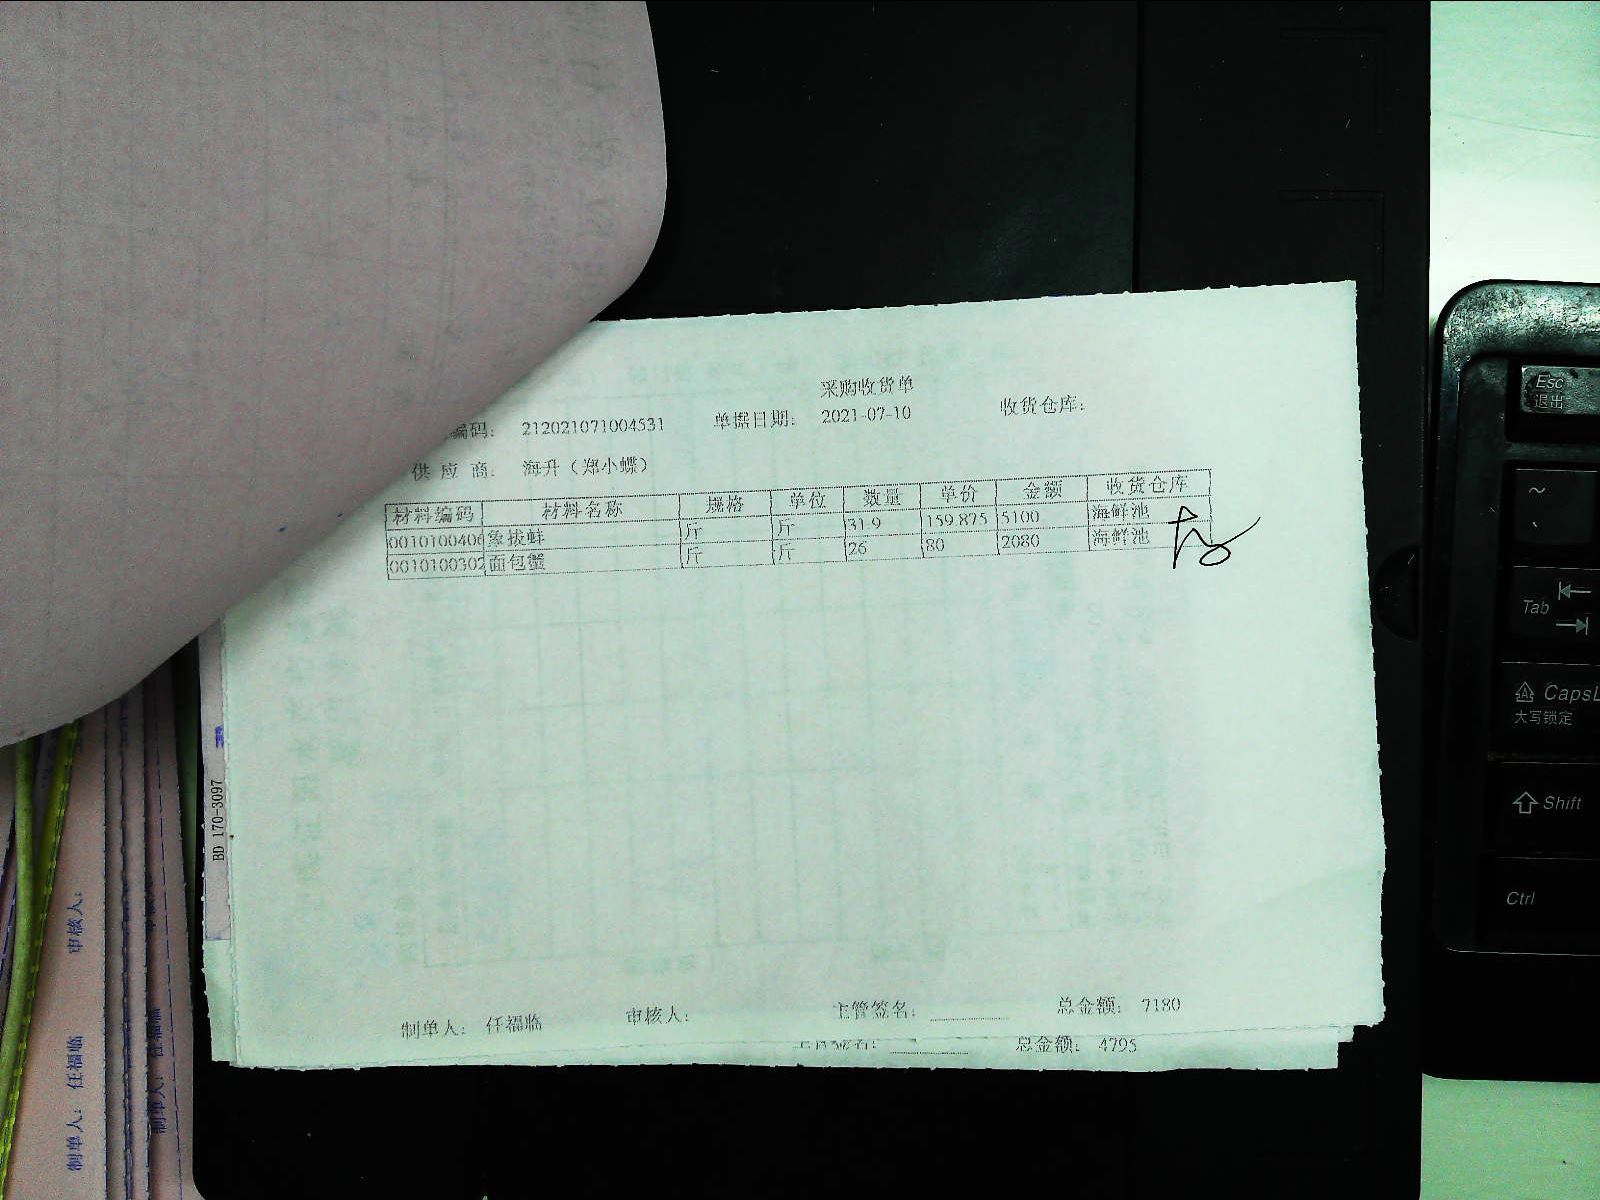 采购收货单
编码： 212021071004531 单据日期： 2021-07-10 收货仓库：
供 应 商： 海升（郑小蝶）
材料编码 材料名称 规格 单位 数量 单价 金额 收货仓库
0010100406 象拔蚌 斤 斤 31.9 159.875 5100 海鲜池
0010100302 面包蟹 斤 斤 26 80 2080 海鲜池
制单人： 任福临 审核人： 主管签名： 总金额： 7180
总金额： 4795
BD 170-3097
制单人： 任福临 审核人：
制单人： 任福临
Esc
退出
~
Tab
CapsL
大写锁定
Shift
Ctrl